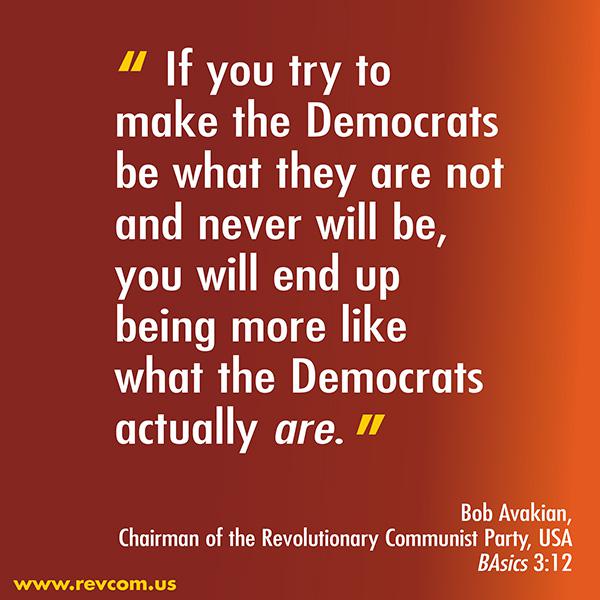 “ If you try to
make the Democrats
be what they are not
and never will be,
you will end up
being more like
what the Democrats
actually are. ”
Bob Avakian,
Chairman of the Revolutionary Communist Party, USA
BAsics 3:12
www.revcom.us